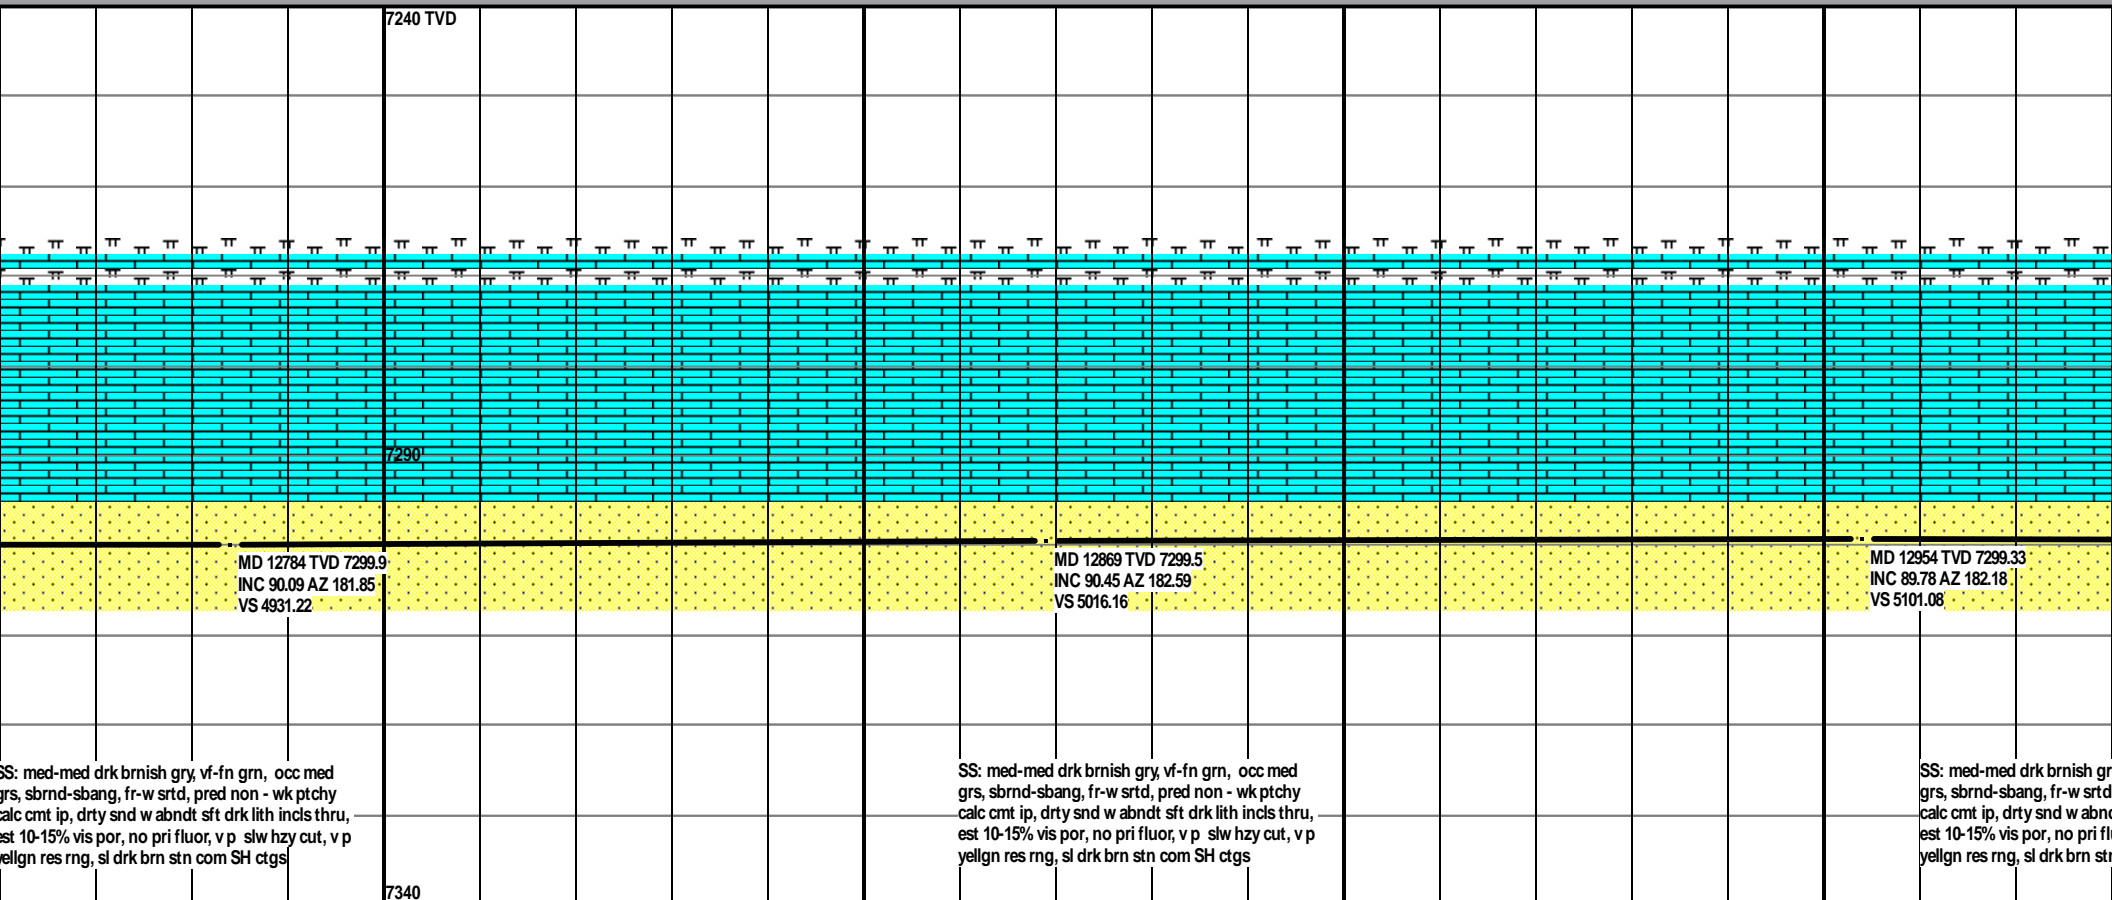 7240 TVD
7290
MD 12784 TVD 7299.9
INC 90.09 AZ 181.85
VS 4931.22
MD 12869 TVD 7299.5
INC 90.45 AZ 182.59
VS 5016.16
MD 12954 TVD 7299.33
INC 89.78 AZ 182.18
VS 5101.08
SS: med-med drk brnish gry, vf-fn grn, occ med
grs, sbrnd-sbang, fr-w srtd, pred non - wk ptchy
calc cmt ip, drty snd w abndt sft drk lith incls thru,
est 10-15% vis por, no pri fluor, v p slw hzy cut, v p
yellgn res rng, sl drk brn stn com SH ctgs
SS: med-med drk brnish gry, vf-fn grn, occ med
grs, sbrnd-sbang, fr-w srtd, pred non - wk ptchy
calc cmt ip, drty snd w abndt sft drk lith incls thru,
est 10-15% vis por, no pri fluor, v p slw hzy cut, v p
yellgn res rng, sl drk brn stn com SH ctgs
SS: med-med drk brnish gr
grs, sbrnd-sbang, fr-w srtd
calc cmt ip, drty snd w abnd
est 10-15% vis por, no pri fl
yellgn res rng, sl drk brn str
7340